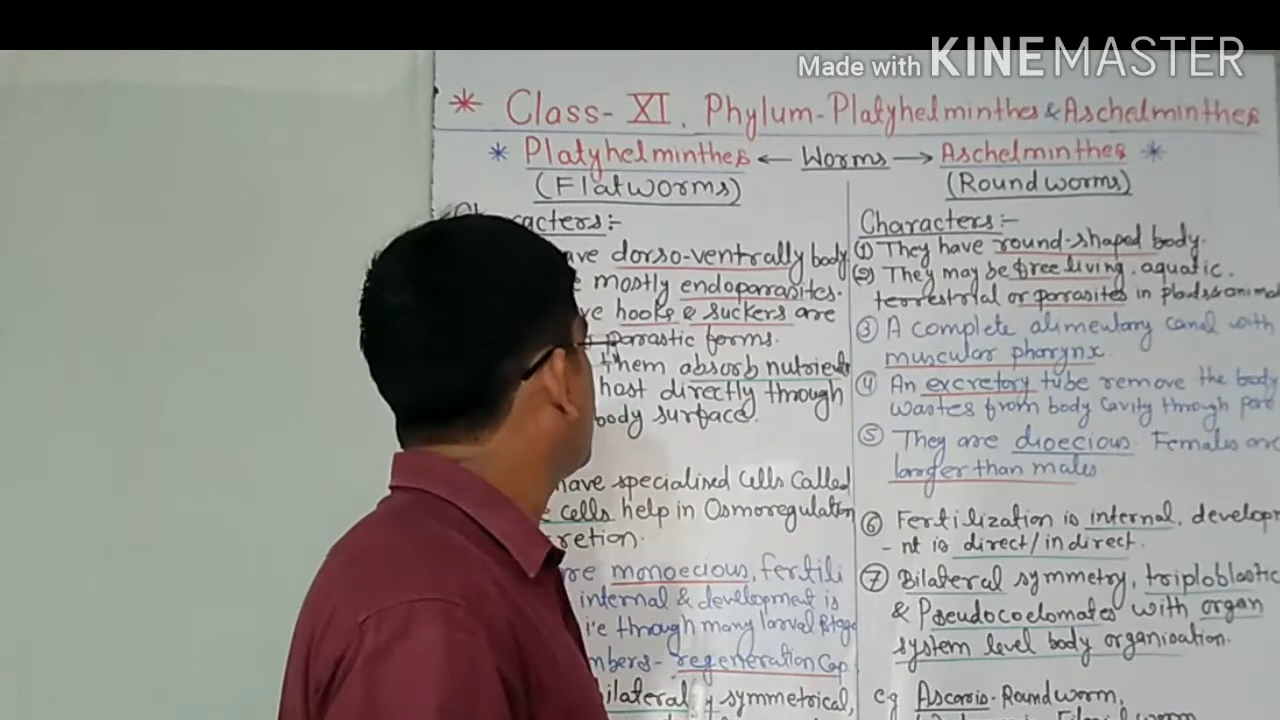 Made with KINEMASTER
* Class-XI. Phylum-Platyhelminthes & Aschelminthes
* Platyhelminthes ← Worms → Aschelminthes *
(Flatworms)
(Roundworms)
acters:-
ave dorso-ventrally body
mostly endoparasites.
hooks & suckers are
parastic forms.
them absorb nutrients
host directly through
body surface.
have specialised cells called
cells help in Osmoregulation
cretion.
re monoecious, fertili
internal & development is
i'e through many larval stage
mbers- regeneration cap
ilateral symmetrical,
Characters:-
(1) They have round-shaped body.
(2) They may be free living, aquatic.
terrestrial or parasites in plants & animal
(3) A complete alimentary canal with
muscular pharynx.
(4) An excretory tube remove the body
wastes from body cavity through pore
(5) They are dioecious. Females are
larger than males
(6) Fertilization is internal, developm
- nt is direct/indirect.
(7) Bilateral symmetry, triploblastic
& Pseudocoelomates with organ
system level body organisation.
eg Ascaris-Roundworm,